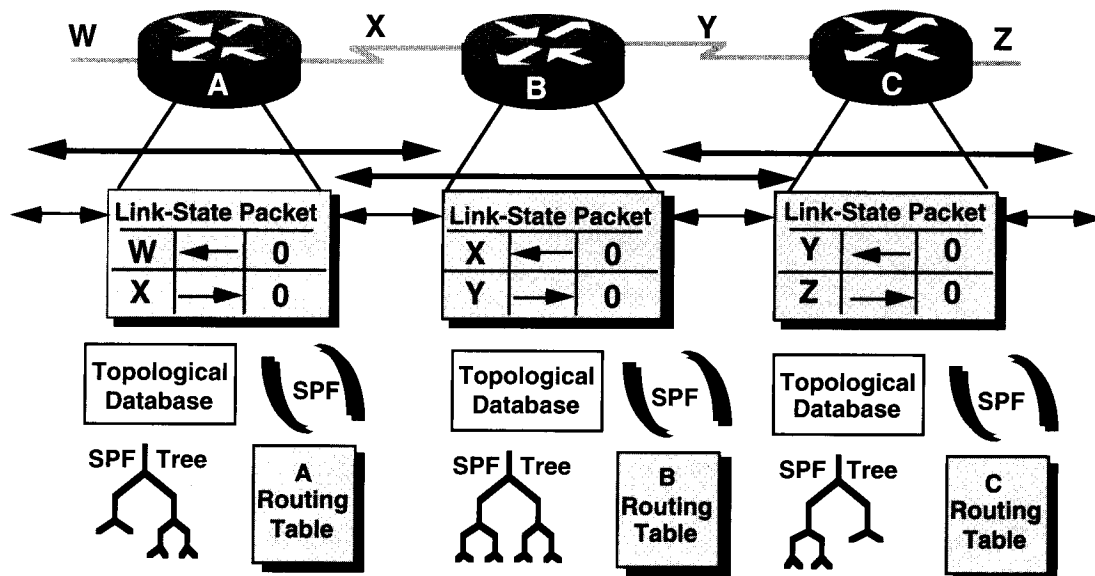 W
X
Y
Z
A
B
C
Link-State Packet
W 0
X 0
Link-State Packet
X 0
Y 0
Link-State Packet
Y 0
Z 0
Topological
Database
SPF
Topological
Database
SPF
Topological
Database
SPF
SPF Tree
A
Routing
Table
SPF Tree
B
Routing
Table
SPF Tree
C
Routing
Table